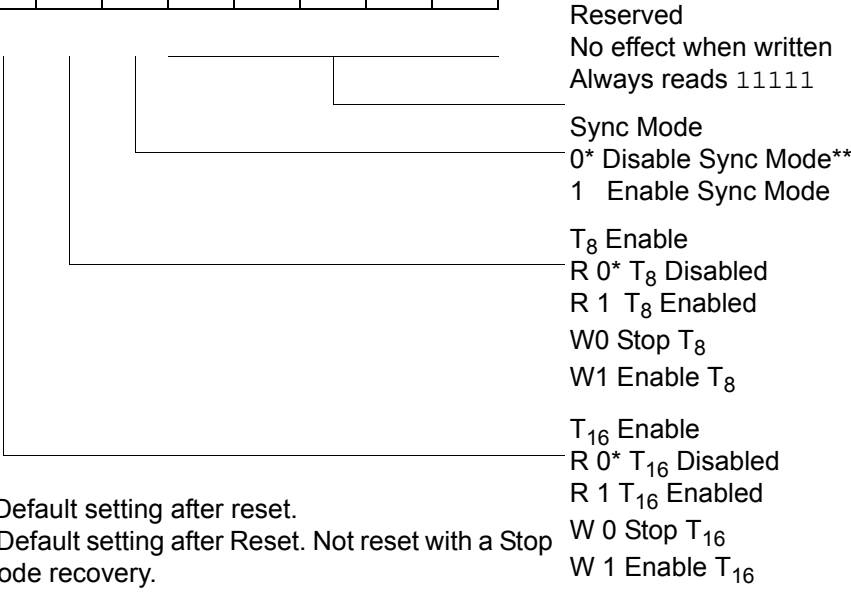 Reserved
No effect when written
Always reads 11111
Sync Mode
0* Disable Sync Mode**
1 Enable Sync Mode
T8 Enable
R 0* T8 Disabled
R 1 T8 Enabled
W0 Stop T8
W1 Enable T8
T16 Enable
R 0* T16 Disabled
R 1 T16 Enabled
W 0 Stop T16
W 1 Enable T16
Default setting after reset.
Default setting after Reset. Not reset with a Stop
ode recovery.